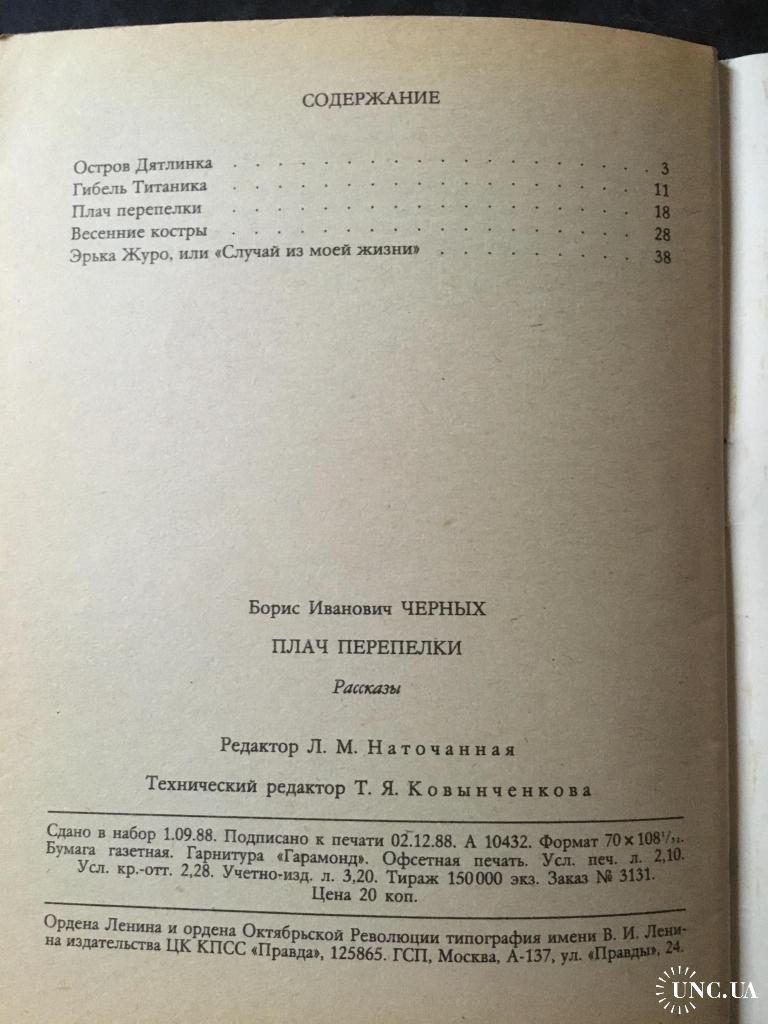 СОДЕРЖАНИЕ
Остров Дятлинка . . . . . . . . . . . . . . . . . . . 3
Гибель Титаника . . . . . . . . . . . . . . . . . . . 11
Плач перепелки . . . . . . . . . . . . . . . . . . . 18
Весенние костры . . . . . . . . . . . . . . . . . . . 28
Эрька Журо, или «Случай из моей жизни» . . . . . . . . . 38
Борис Иванович ЧЕРНЫХ
ПЛАЧ ПЕРЕПЕЛКИ
Рассказы
Редактор Л. М. Наточанная
Технический редактор Т. Я. Ковынченкова
Сдано в набор 1.09.88. Подписано к печати 02.12.88. А 10432. Формат 70×108¹/₃₂.
Бумага газетная. Гарнитура «Гарамонд». Офсетная печать. Усл. печ. л. 2,10.
Усл. кр.-отт. 2,28. Учетно-изд. л. 3,20. Тираж 150 000 экз. Заказ № 3131.
Цена 20 коп.
Ордена Ленина и ордена Октябрьской Революции типография имени В. И. Лени-
на издательства ЦК КПСС «Правда», 125865. ГСП, Москва, А-137, ул. «Правды», 24.
UNC.UA